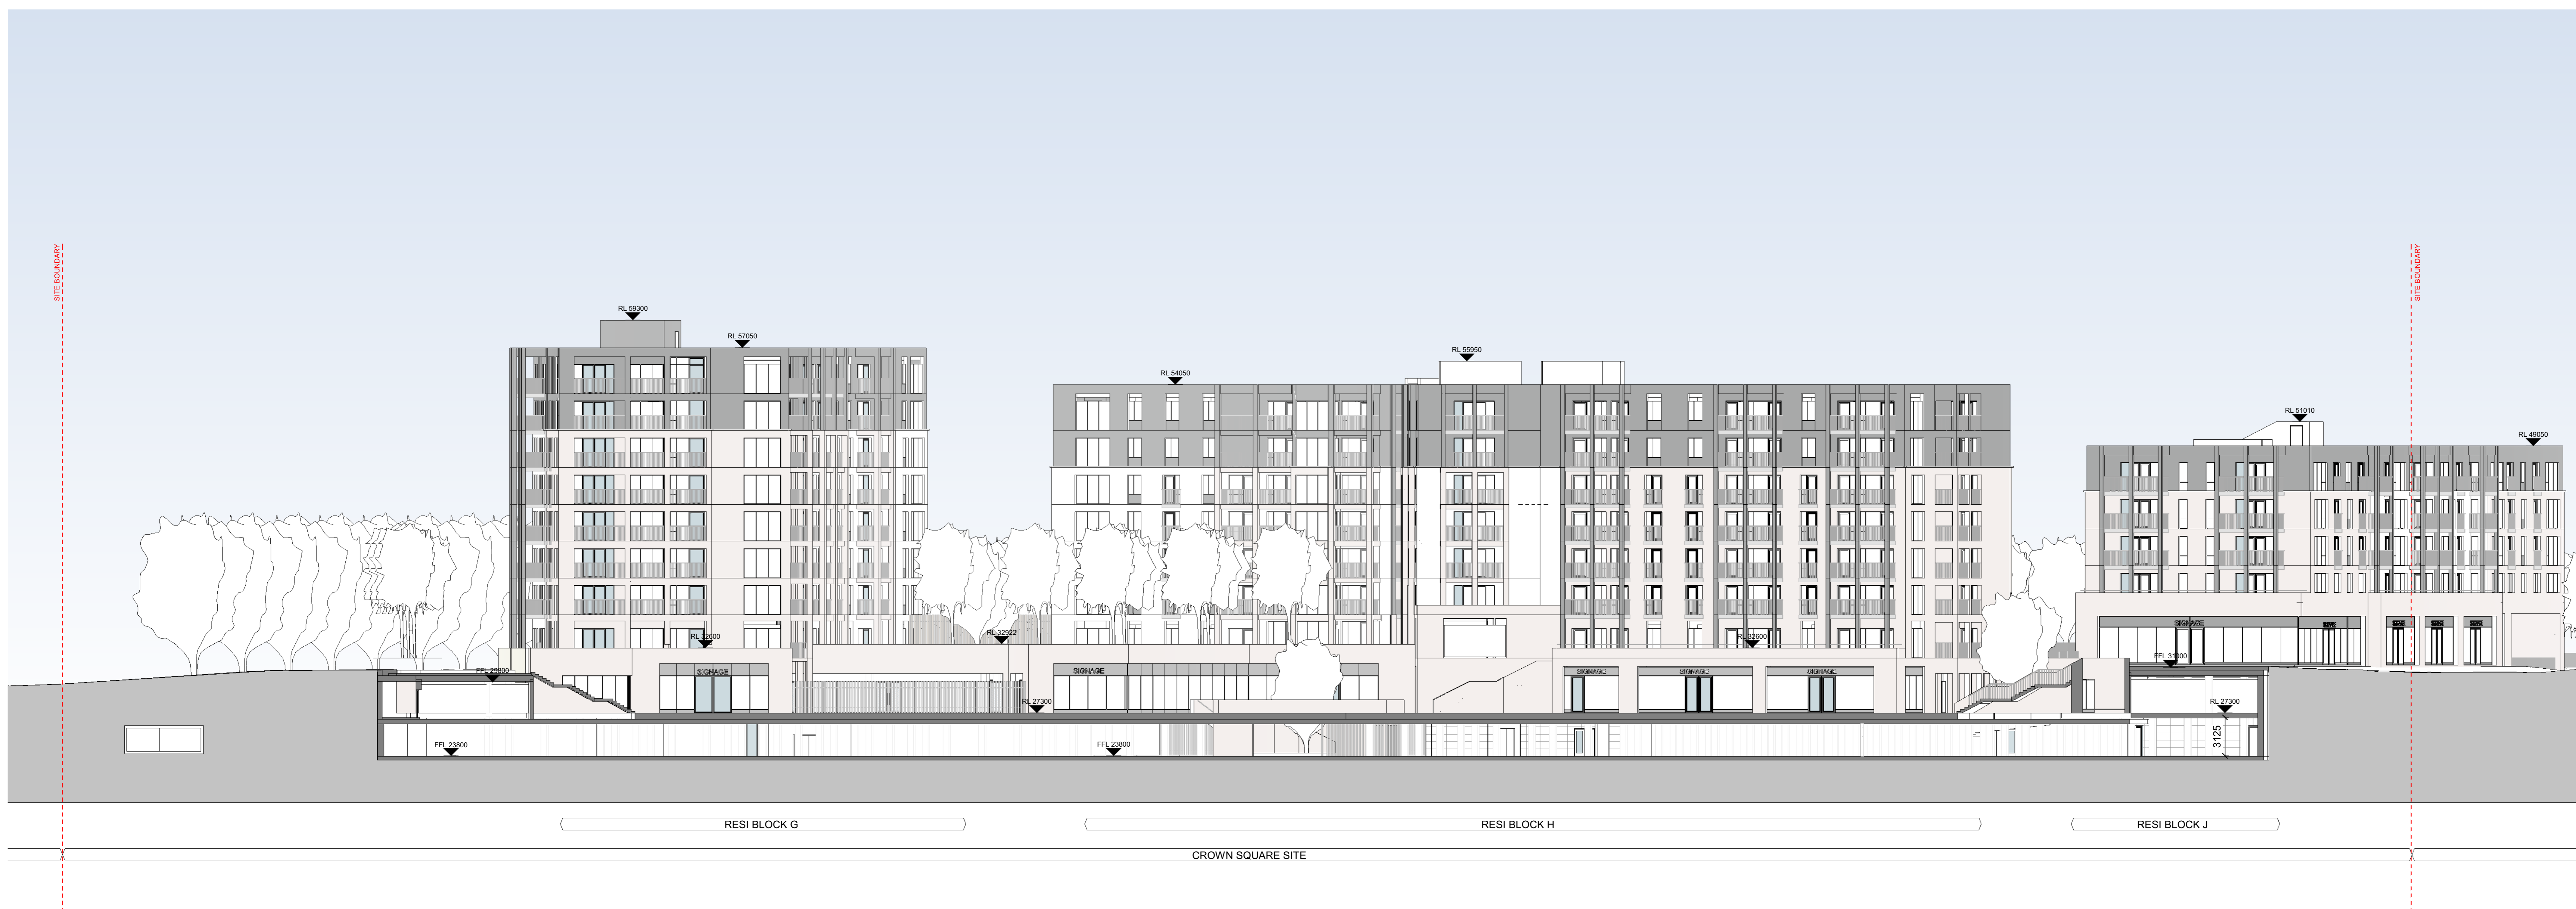 SITE BOUNDARY
SITE BOUNDARY
RL 59300
RL 57050
RL 55950
RL 54050
RL 51010
RL 49050
SIGNAGE
RL 32600
RL 32922
RL 32600
FFL 31000
FFL 29800
SIGNAGE
SIGNAGE
SIGNAGE
SIGNAGE
SIGNAGE
RL 27300
RL 27300
3125
FFL 23800
FFL 23800
RESI BLOCK G
RESI BLOCK H
RESI BLOCK J
CROWN SQUARE SITE